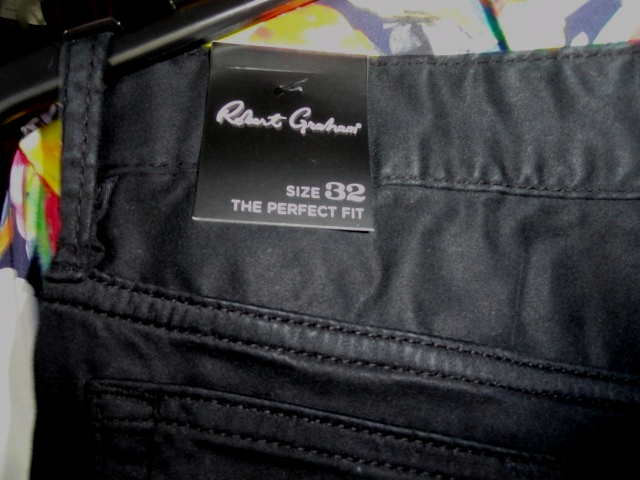 Robert Graham®
SIZE 32
THE PERFECT FIT